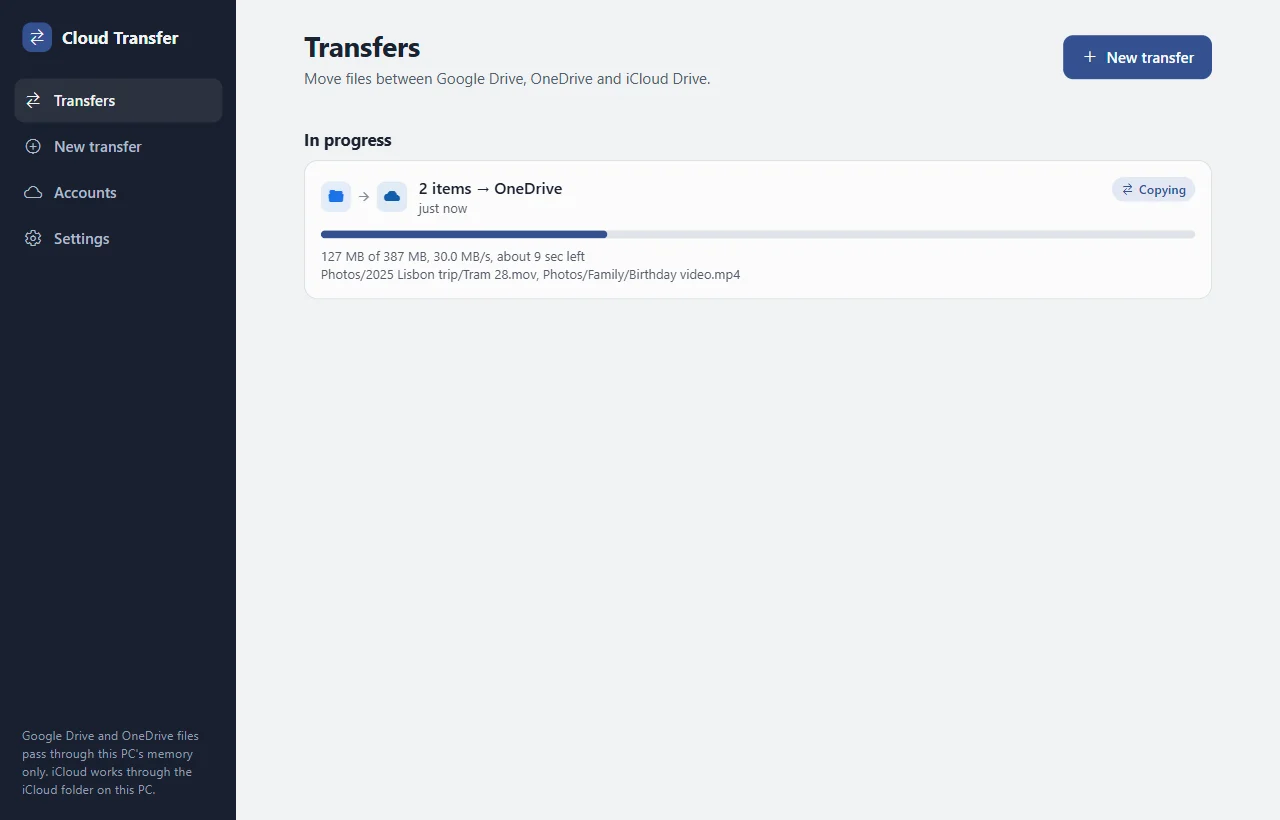 Cloud Transfer
Transfers
New transfer
Accounts
Settings
Google Drive and OneDrive files
pass through this PC's memory
only. iCloud works through the
iCloud folder on this PC.
Transfers
Move files between Google Drive, OneDrive and iCloud Drive.
New transfer
In progress
2 items → OneDrive
just now
Copying
127 MB of 387 MB, 30.0 MB/s, about 9 sec left
Photos/2025 Lisbon trip/Tram 28.mov, Photos/Family/Birthday video.mp4